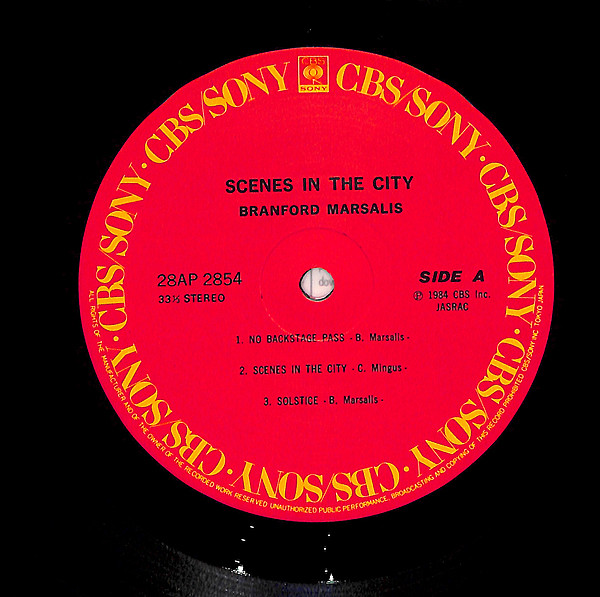 CBS/SONY · CBS/SONY · CBS/SONY · CBS/SONY · CBS/SONY · CBS/SONY · CBS/SONY · CBS/SONY
CBS
SONY
SCENES IN THE CITY
BRANFORD MARSALIS
28AP 2854
33⅓ STEREO
dow
SIDE A
Ⓟ 1984 CBS Inc.
JASRAC
1. NO BACKSTAGE PASS - B. Marsalis -
2. SCENES IN THE CITY - C. Mingus -
3. SOLSTICE - B. Marsalis -
ALL RIGHTS OF THE MANUFACTURER AND OF THE OWNER OF THE RECORDED WORK RESERVED UNAUTHORIZED PUBLIC PERFORMANCE, BROADCASTING AND COPYING OF THIS RECORD PROHIBITED CBS/SONY INC TOKYO JAPAN